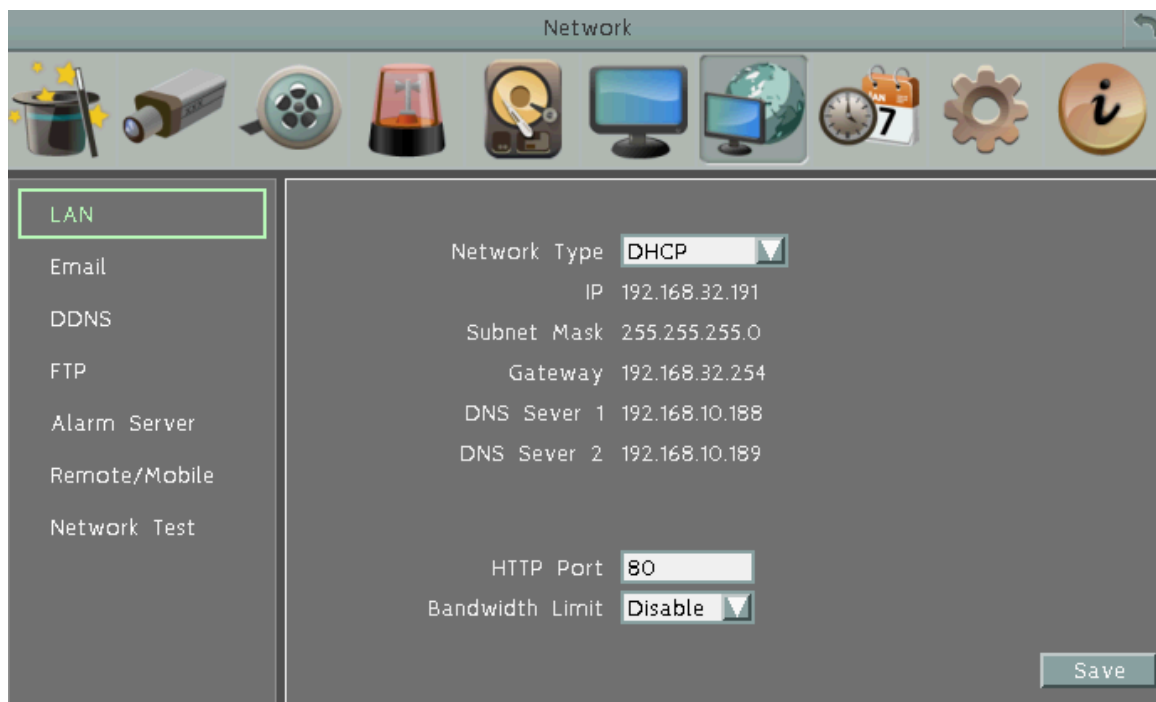 Network
JAN
7
i
LAN
Email
DDNS
FTP
Alarm Server
Remote/Mobile
Network Test
Network Type DHCP
IP 192.168.32.191
Subnet Mask 255.255.255.0
Gateway 192.168.32.254
DNS Sever 1 192.168.10.188
DNS Sever 2 192.168.10.189
HTTP Port 80
Bandwidth Limit Disable
Save